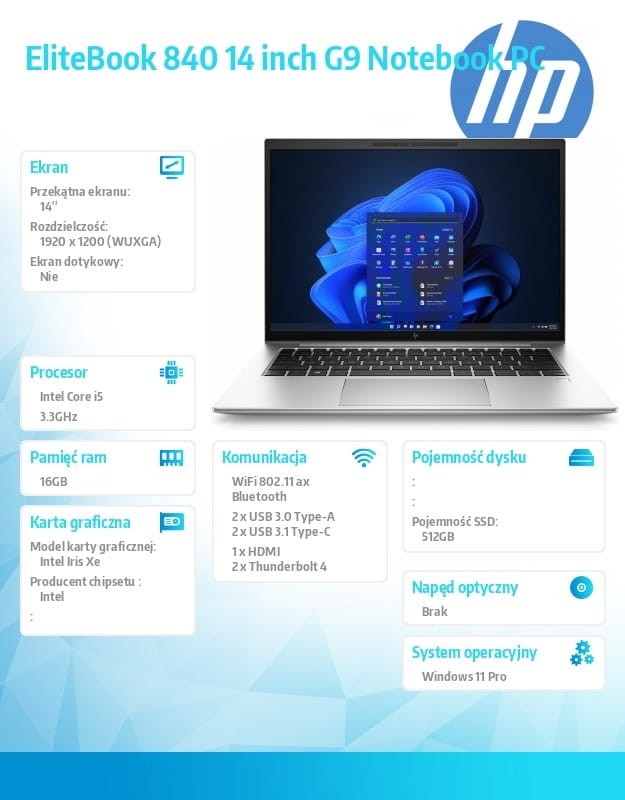 EliteBook 840 14 inch G9 Notebook PC
hp
Ekran
Przekątna ekranu:
14"
Rozdzielczość:
1920 x 1200 (WUXGA)
Ekran dotykowy:
Nie
Procesor
Intel Core i5
3.3GHz
Pamięć ram
16GB
Karta graficzna
Model karty graficznej:
Intel Iris Xe
Producent chipsetu :
Intel
:
Komunikacja
WiFi 802.11 ax
Bluetooth
2 x USB 3.0 Type-A
2 x USB 3.1 Type-C
1 x HDMI
2 x Thunderbolt 4
Pojemność dysku
:
:
Pojemność SSD:
512GB
Napęd optyczny
Brak
System operacyjny
Windows 11 Pro